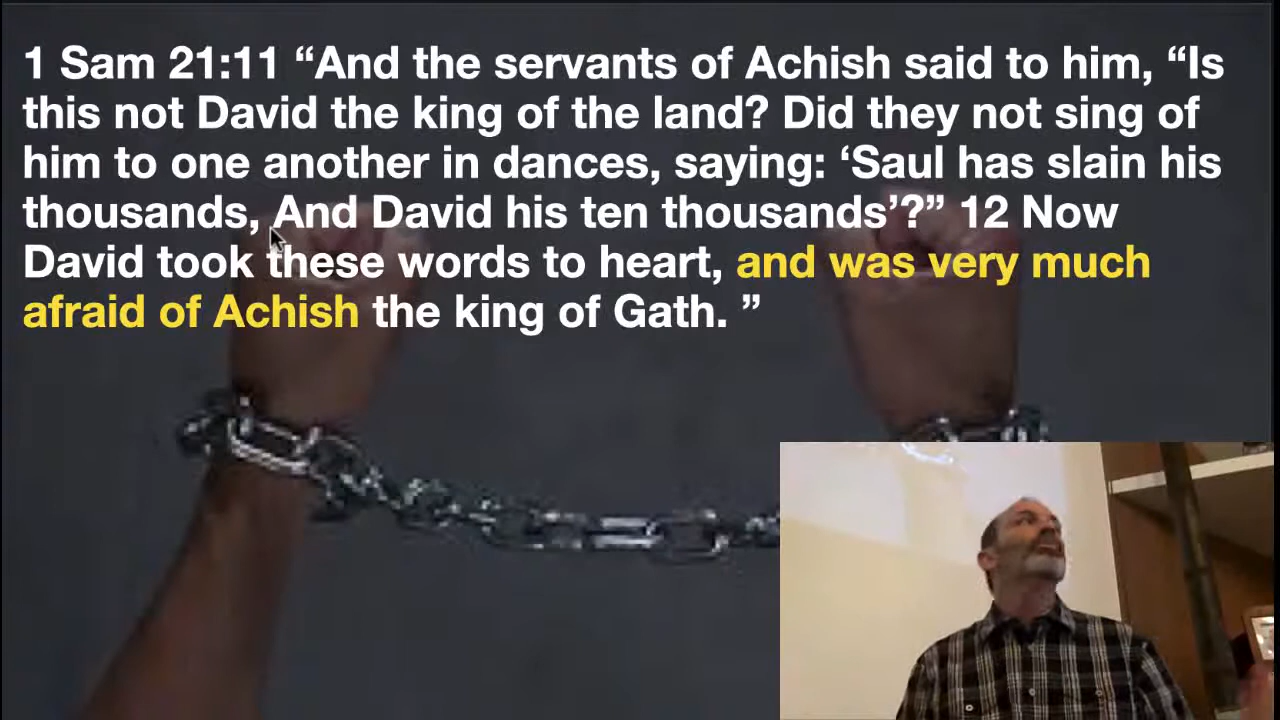 1 Sam 21:11 “And the servants of Achish said to him, “Is
this not David the king of the land? Did they not sing of
him to one another in dances, saying: ‘Saul has slain his
thousands, And David his ten thousands’?” 12 Now
David took these words to heart, and was very much
afraid of Achish the king of Gath. ”